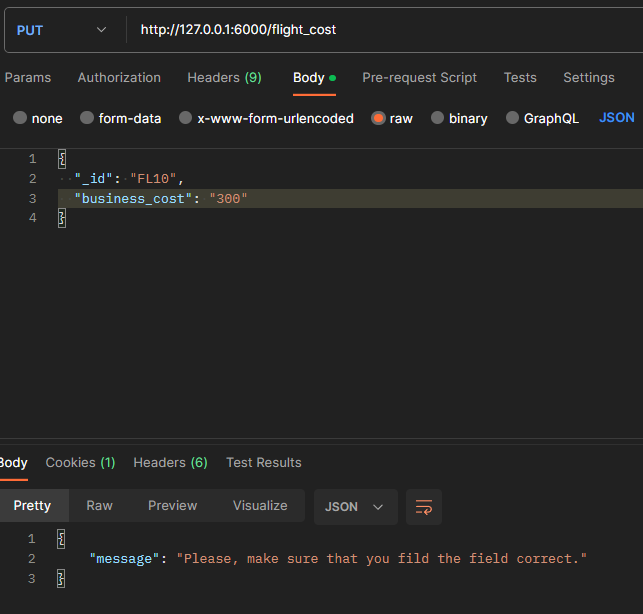 PUT http://127.0.0.1:6000/flight_cost
Params Authorization Headers (9) Body Pre-request Script Tests Settings
none form-data x-www-form-urlencoded raw binary GraphQL JSON
1 {
2 "_id": "FL10",
3 "business_cost": "300"
4 }
Body Cookies (1) Headers (6) Test Results
Pretty Raw Preview Visualize JSON
1 {
2 "message": "Please, make sure that you fild the field correct."
3 }